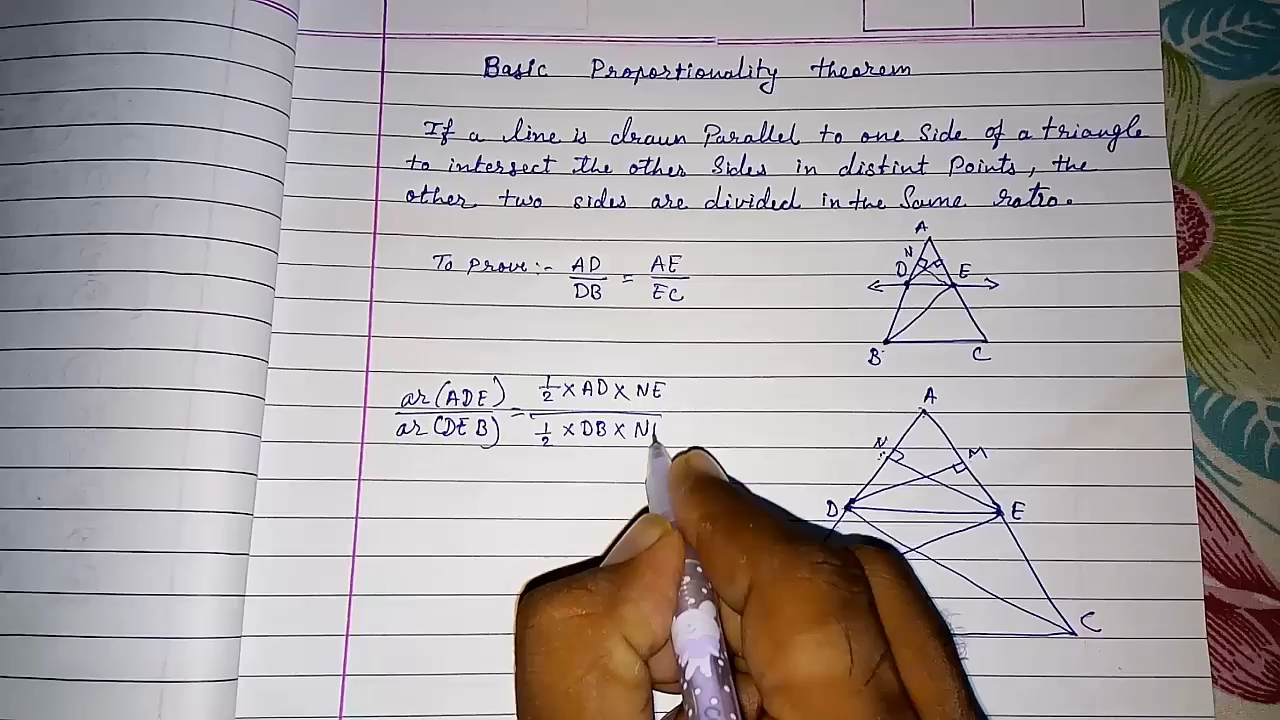 Basic Proportionality theorem
If a line is drawn Parallel to one Side of a triangle
to intersect the other Sides in distint Points, the
other two sides are divided in the Same ratio.
To prove :- AD/DB = AE/EC
A
N
D E
B C
ar(ADE)/ar(DEB) = 1/2 × AD × NE / 1/2 × DB × N
A
N M
D E
C